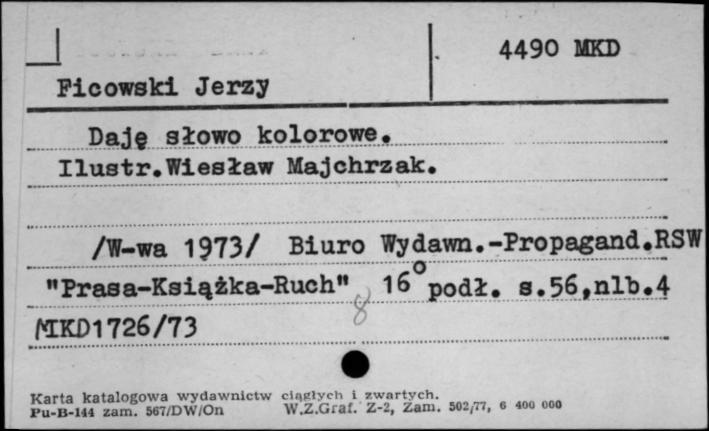 4490 MKD
Ficowski Jerzy
Daję słowo kolorowe.
Ilustr.Wiesław Majchrzak.
/W-wa 1973/ Biuro Wydawn.-Propagand.RSW
"Prasa-Książka-Ruch" 16° podł. s.56,nlb.4
8
MKD1726/73
Karta katalogowa wydawnictw ciągłych i zwartych.
Pu-B-144 zam. 567/DW/On W.Z.Graf. Z-2, Zam. 502/77, 6 400 000